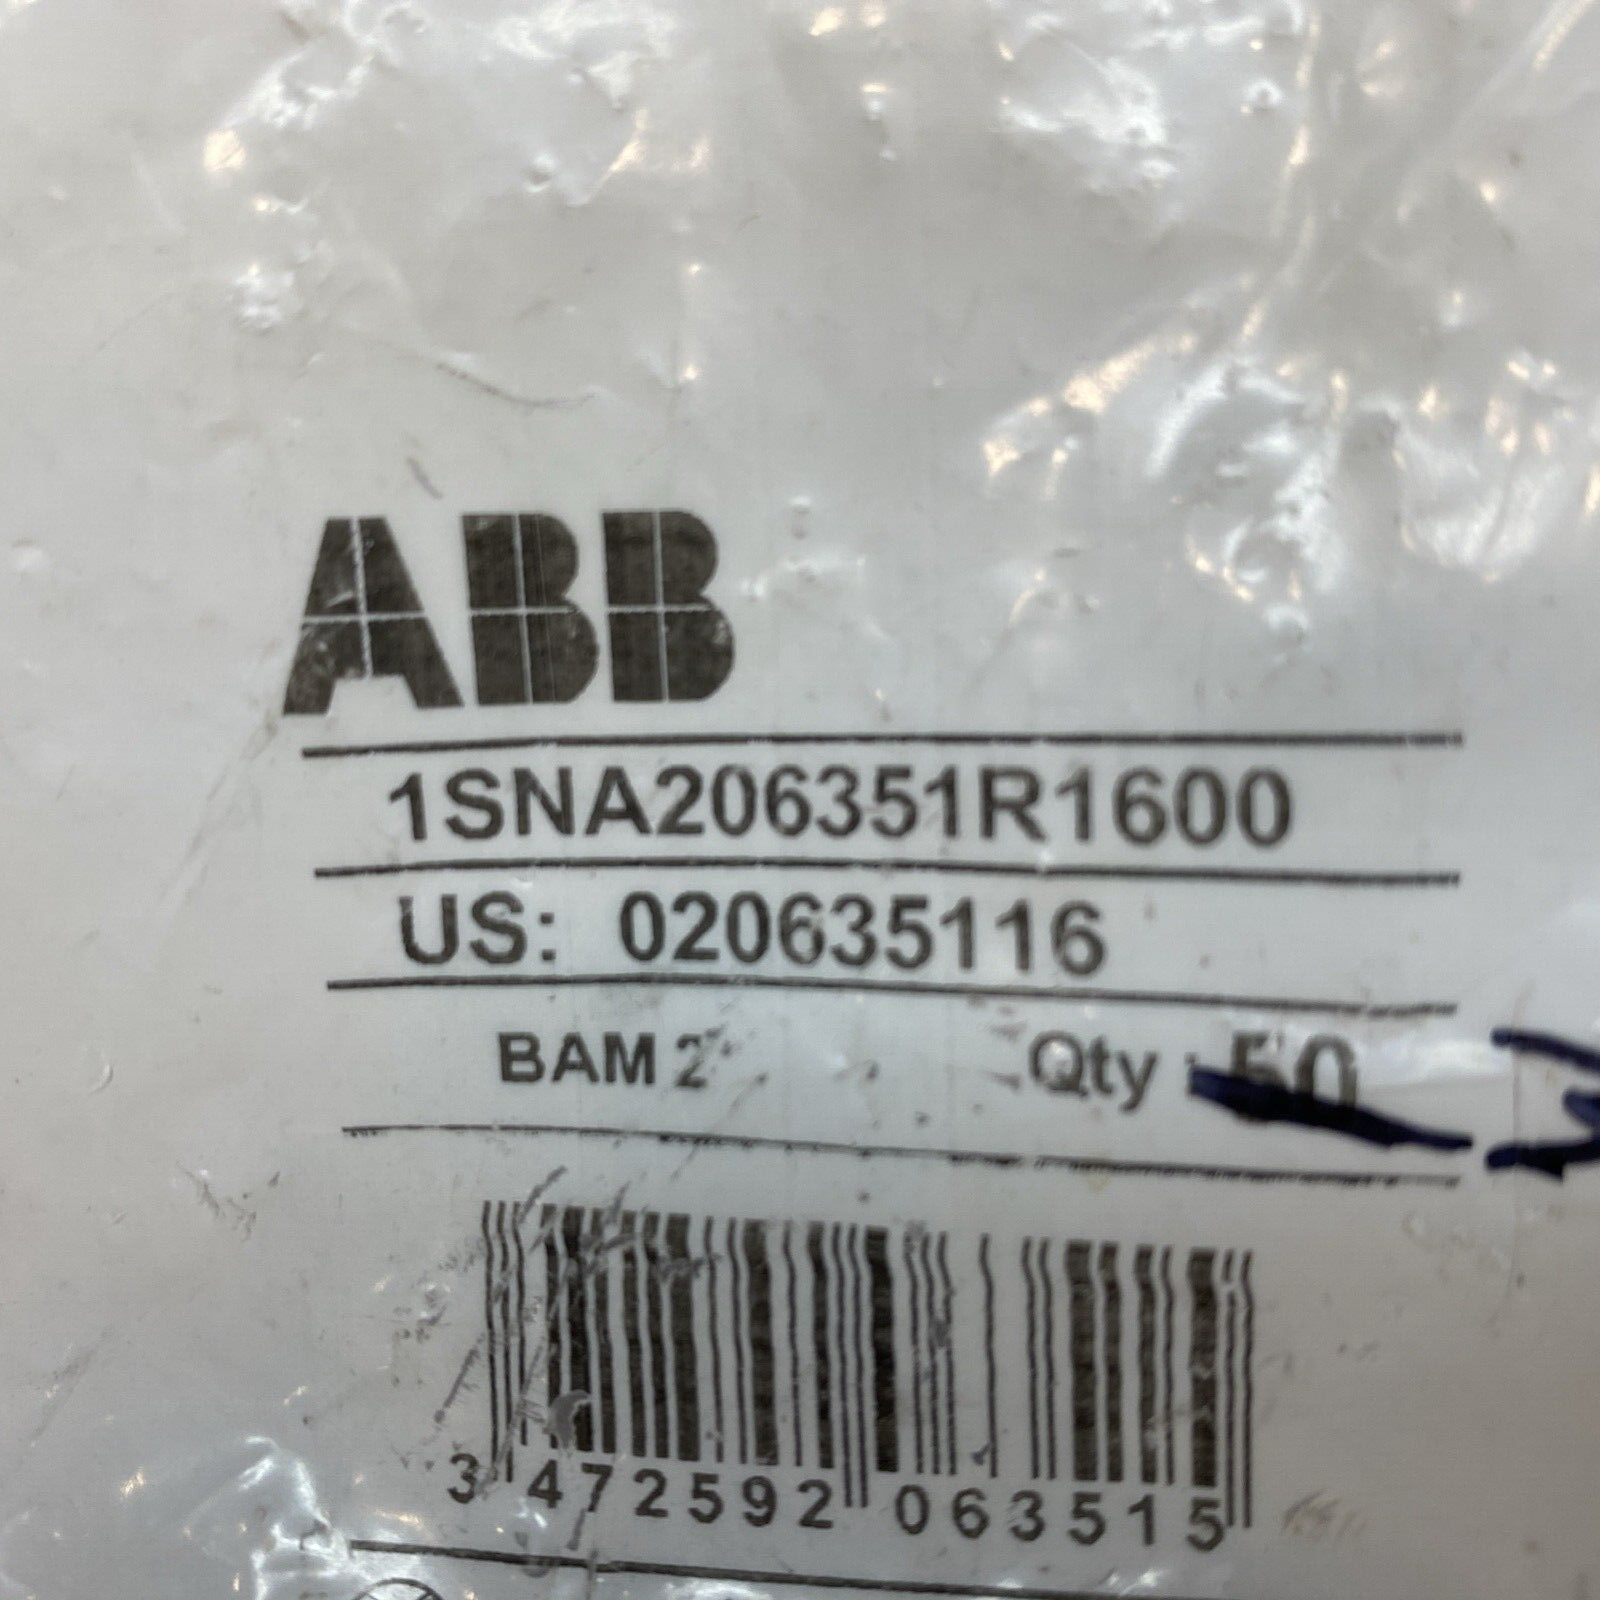 ABB
1SNA206351R1600
US: 020635116
BAM 2 Qty : 50
3 472592 063515